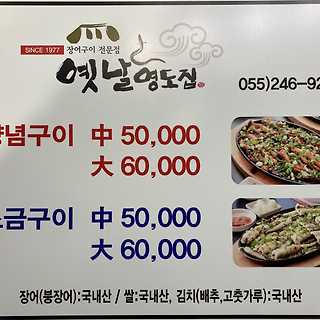 SINCE 1977 장어구이 전문점
옛날영도집
055)246-92
양념구이 中 50,000
大 60,000
소금구이 中 50,000
大 60,000
장어(붕장어):국내산 / 쌀:국내산, 김치(배추,고춧가루):국내산